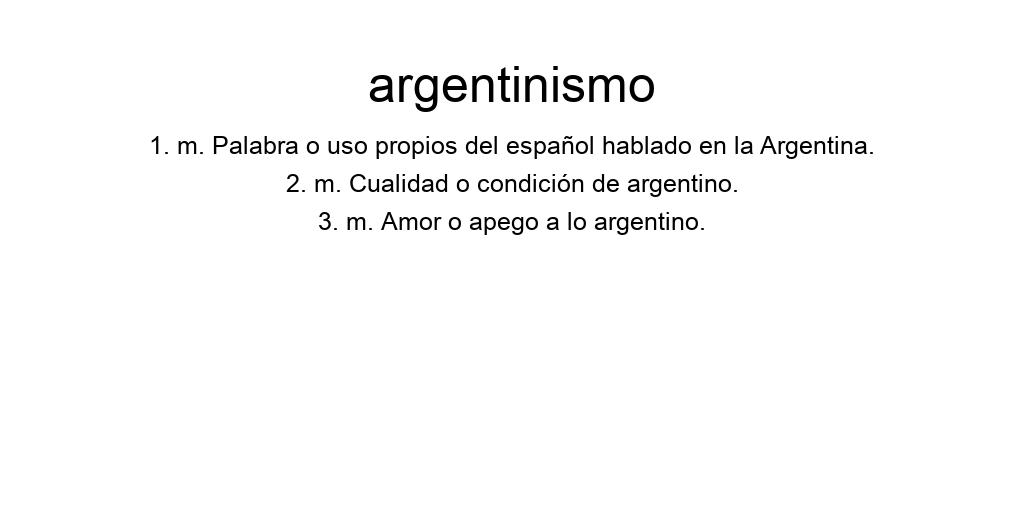 argentinismo
1. m. Palabra o uso propios del español hablado en la Argentina.
2. m. Cualidad o condición de argentino.
3. m. Amor o apego a lo argentino.